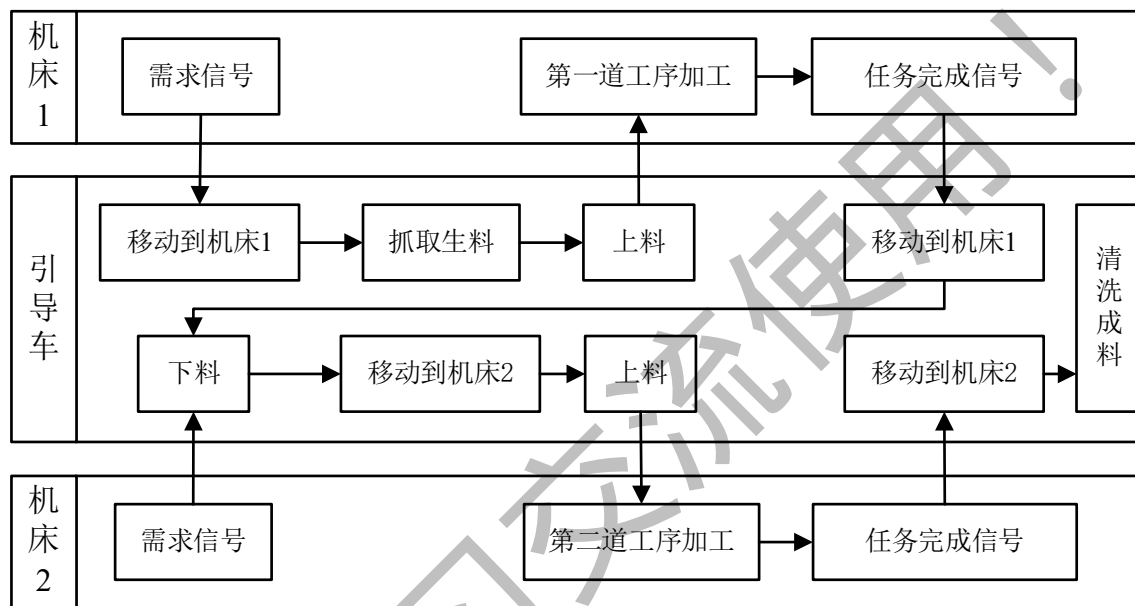 机床1
需求信号
第一道工序加工
任务完成信号
引导车
移动到机床1
抓取生料
上料
移动到机床1
清洗成料
下料
移动到机床2
上料
移动到机床2
机床2
需求信号
第二道工序加工
任务完成信号
交流使用！